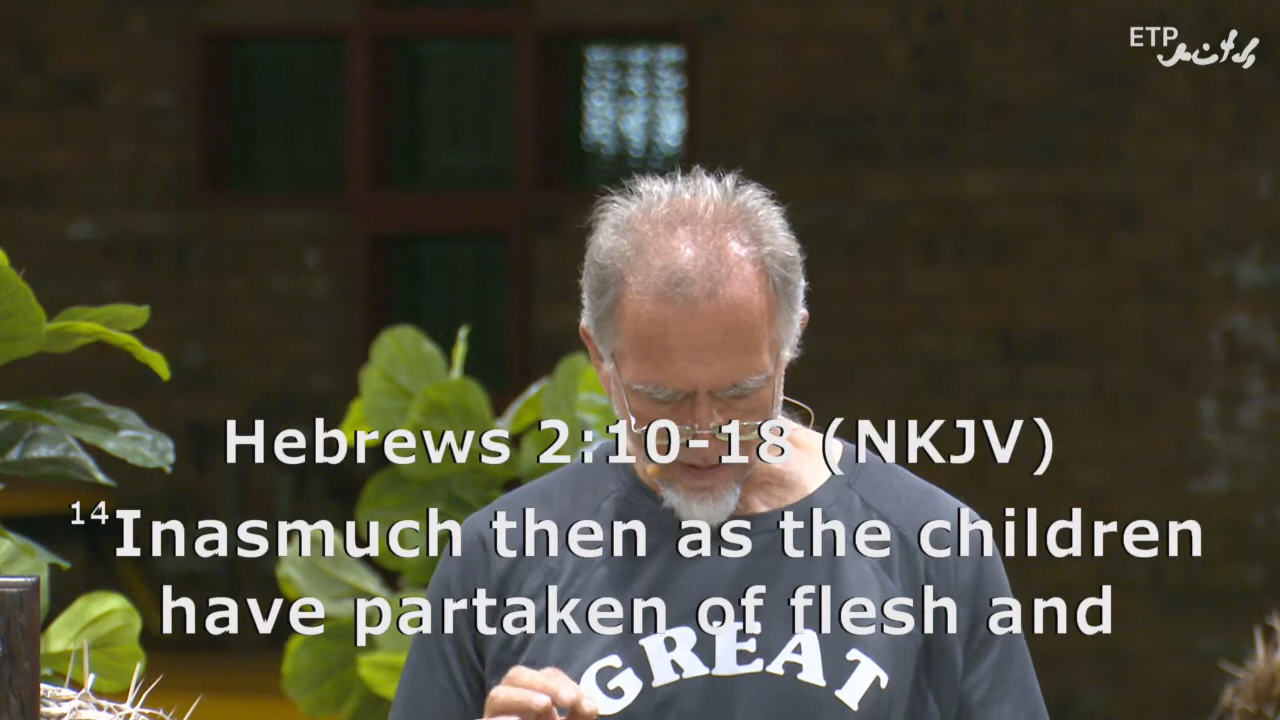 ETP
Hebrews 2:10-18 (NKJV)
14Inasmuch then as the children
have partaken of flesh and
GREAT